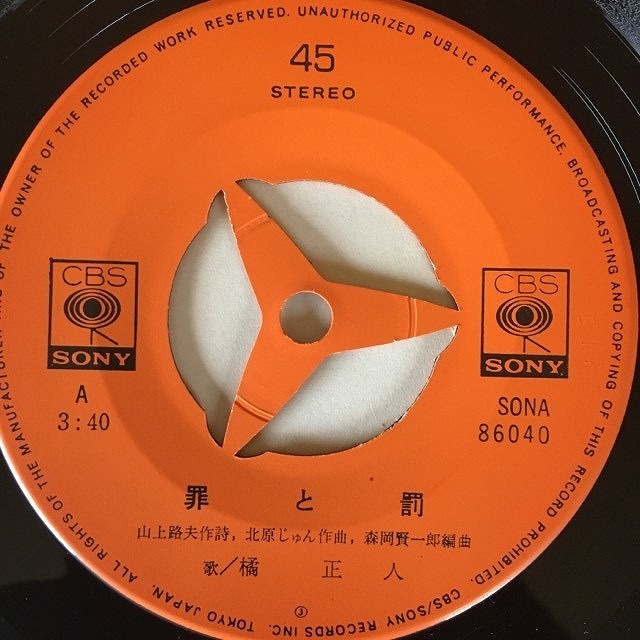 45
STEREO
CBS
SONY
CBS
SONY.
A
3:40
SONA
86040
罪と罰
山上路夫作詩, 北原じゅん作曲, 森岡賢一郎編曲
歌/橘 正人
ALL RIGHTS OF THE MANUFACTURER AND OF THE OWNER OF THE RECORDED WORK RESERVED. UNAUTHORIZED PUBLIC PERFORMANCE, BROADCASTING AND COPYING OF THIS RECORD PROHIBITED. CBS/SONY RECORDS INC. TOKYO JAPAN.